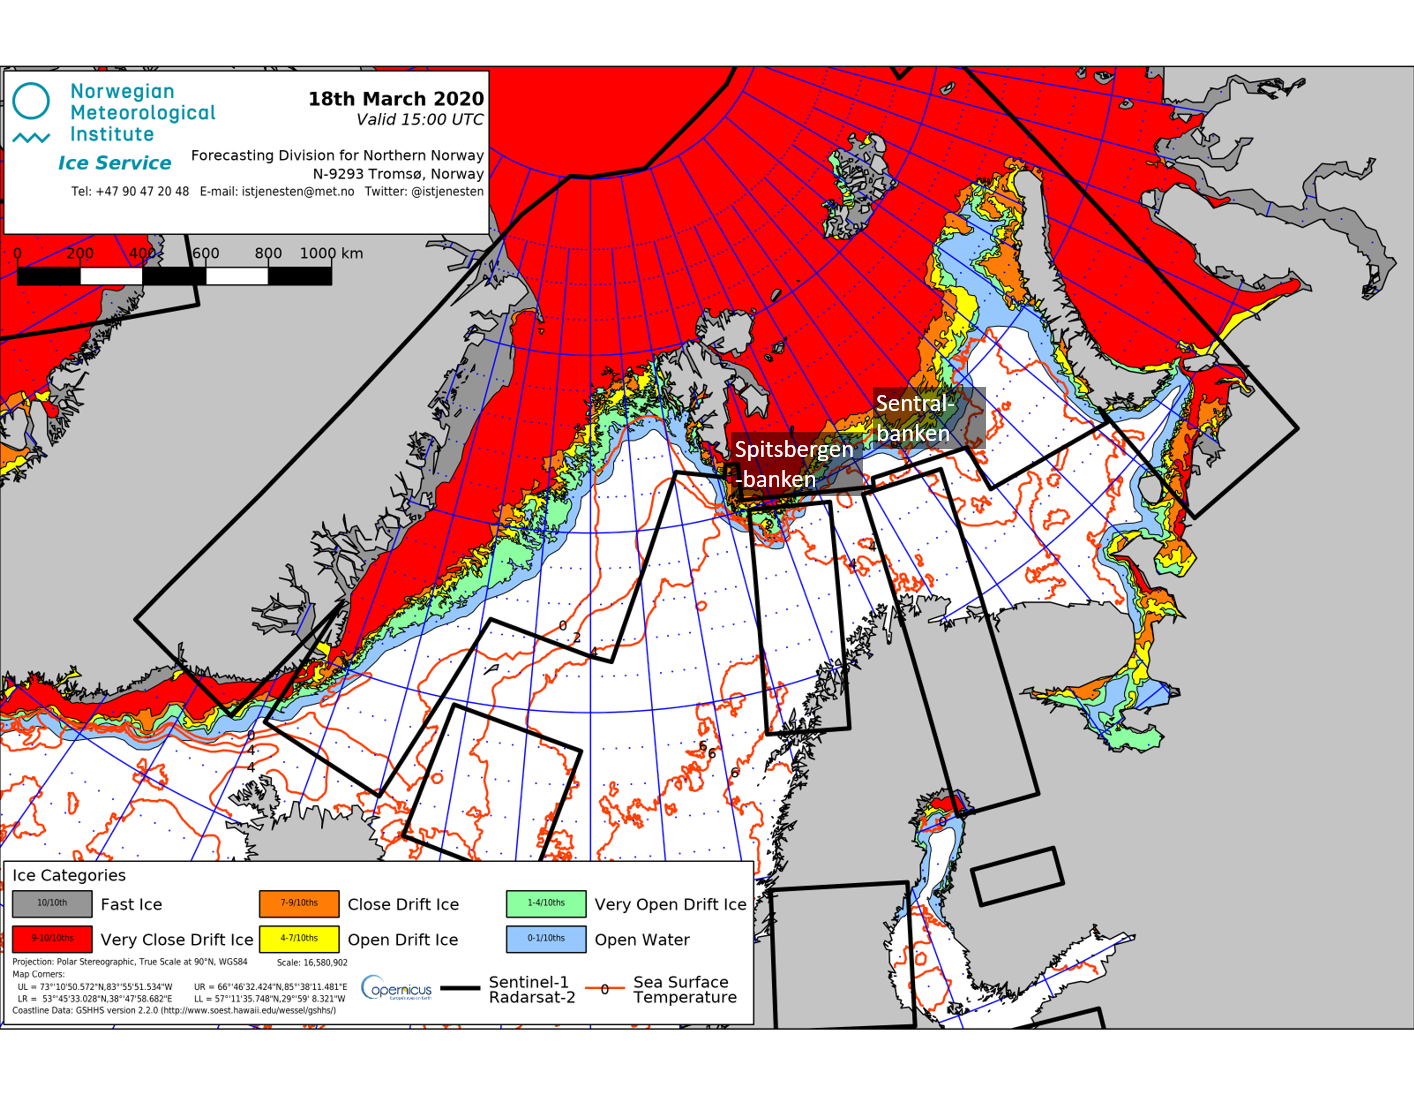 Norwegian
Meteorological
Institute
Ice Service
18th March 2020
Valid 15:00 UTC
Forecasting Division for Northern Norway
N-9293 Tromsø, Norway
Tel: +47 90 47 20 48 E-mail: istjenesten@met.no Twitter: @istjenesten
0 200 400 600 800 1000 km
Sentral-
banken
Spitsbergen
-banken
4
4
0
2
4
0
4
4
6
6
6
0
Ice Categories
10/10th Fast Ice
7-9/10ths Close Drift Ice
1-4/10ths Very Open Drift Ice
9-10/10ths Very Close Drift Ice
4-7/10ths Open Drift Ice
0-1/10ths Open Water
Projection: Polar Stereographic, True Scale at 90°N, WGS84 Scale: 16,580,902
Map Corners:
UL = 73°10'50.572"N,83°55'51.534"W UR = 66°46'32.424"N,85°38'11.481"E
LR = 53°45'33.028"N,38°47'58.682"E LL = 57°11'35.748"N,29°59' 8.321"W
Coastline Data: GSHHS version 2.2.0 (http://www.soest.hawaii.edu/wessel/gshhs/)
Copernicus
Sentinel-1
Radarsat-2
0
Sea Surface
Temperature